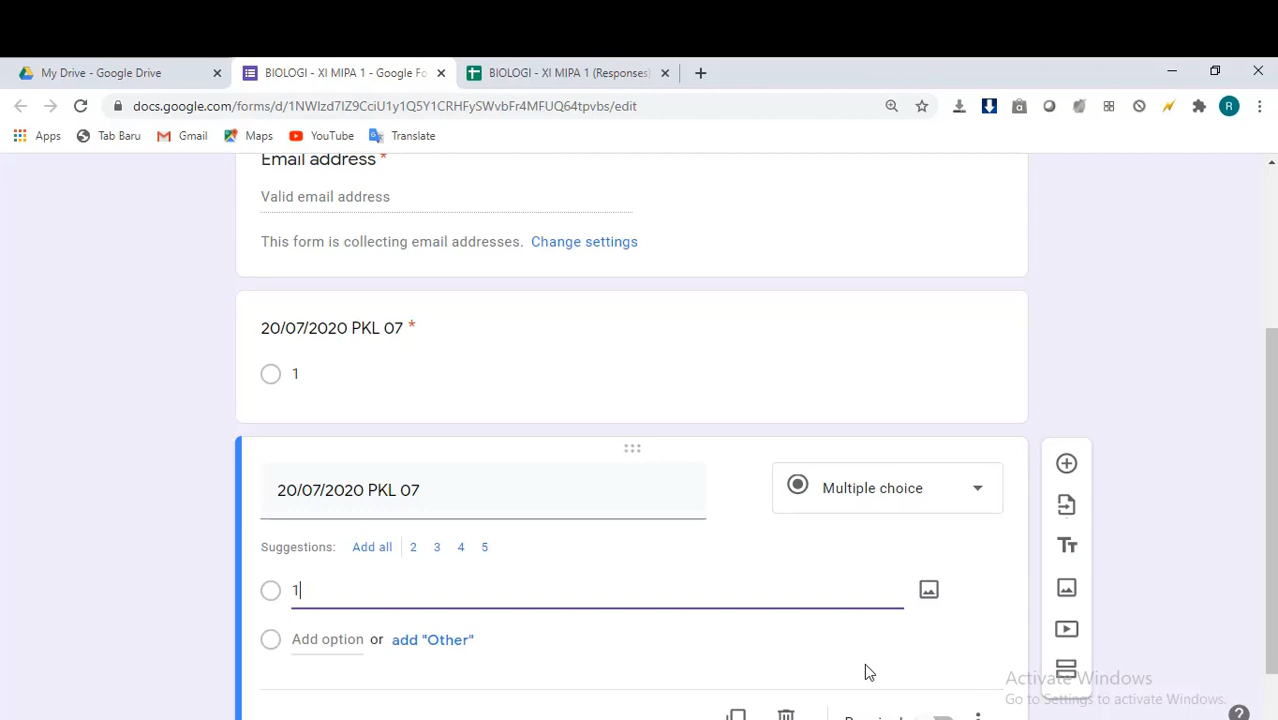 My Drive - Google Drive
BIOLOGI - XI MIPA 1 - Google Fo
BIOLOGI - XI MIPA 1 (Responses)
docs.google.com/forms/d/1NWlzd7lZ9CciU1y1Q5Y1CRHFySWvbFr4MFUQ64tpvbs/edit
R
Apps
Tab Baru
Gmail
Maps
YouTube
Translate
Email address *
Valid email address
This form is collecting email addresses. Change settings
20/07/2020 PKL 07 *
1
20/07/2020 PKL 07
Multiple choice
Suggestions: Add all 2 3 4 5
1
Add option or add "Other"
Activate Windows
Go to Settings to activate Windows.